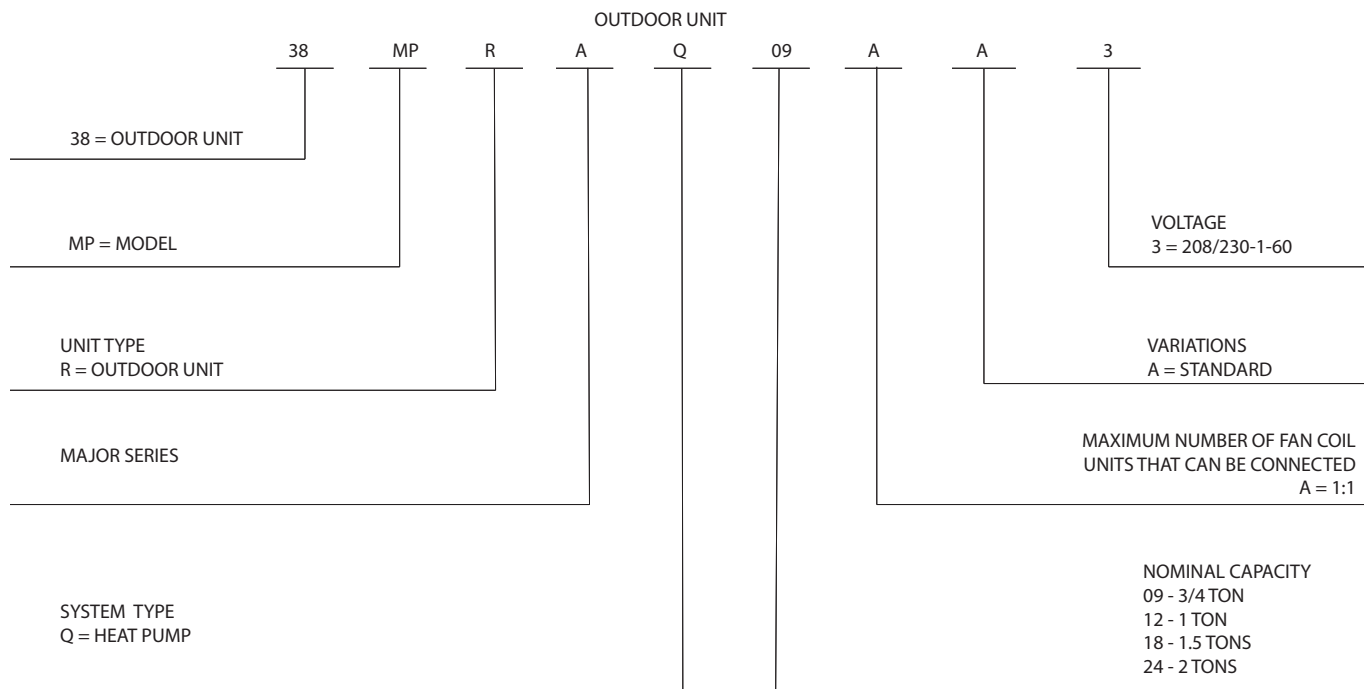 OUTDOOR UNIT
38 MP R A Q 09 A A 3
38 = OUTDOOR UNIT
MP = MODEL
VOLTAGE
3 = 208/230-1-60
UNIT TYPE
R = OUTDOOR UNIT
VARIATIONS
A = STANDARD
MAJOR SERIES
MAXIMUM NUMBER OF FAN COIL
UNITS THAT CAN BE CONNECTED
A = 1:1
SYSTEM TYPE
Q = HEAT PUMP
NOMINAL CAPACITY
09 - 3/4 TON
12 - 1 TON
18 - 1.5 TONS
24 - 2 TONS